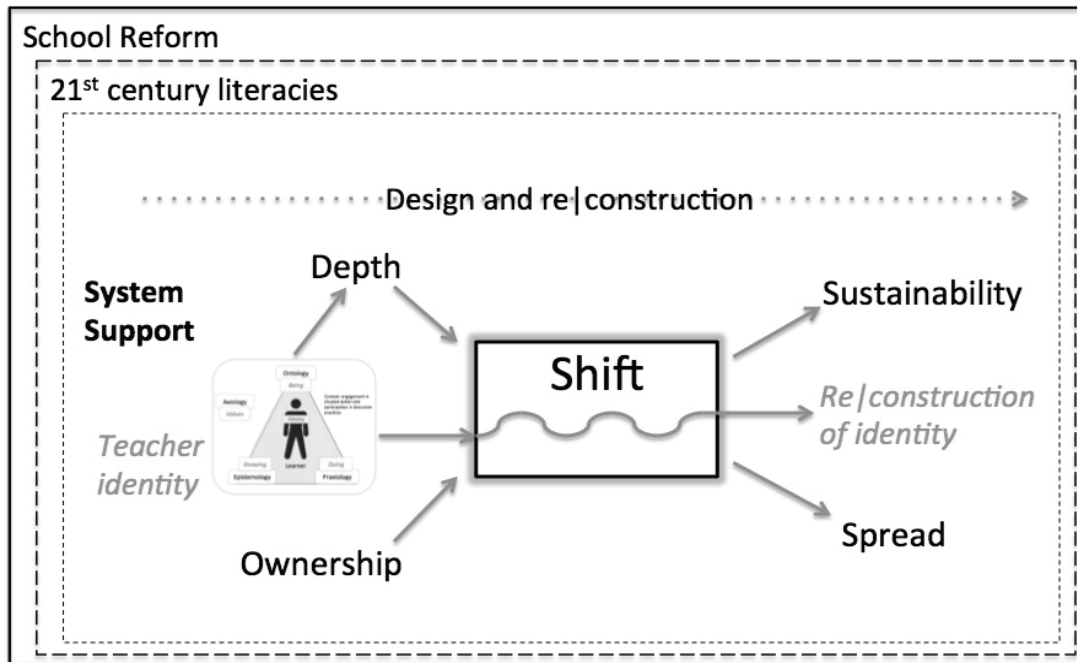 School Reform
21st century literacies
Design and re|construction
Depth
System
Support
Sustainability
Shift
Ontology
Being
Axiology
Values
Learner
Knowing
Doing
Epistemology
Praxiology
Teacher
identity
Re|construction
of identity
Ownership
Spread